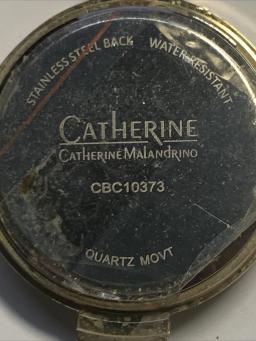 STAINLESS STEEL BACK WATER RESISTANT
CATHERINE
CATHERINE MALANDRINO
CBC10373
QUARTZ MOVT